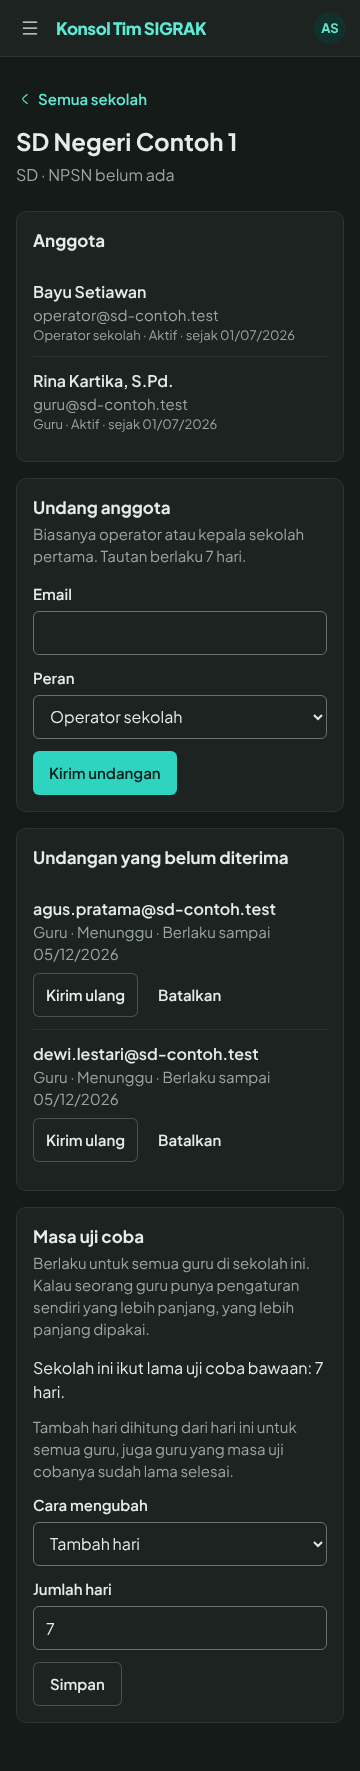 Konsol Tim SIGRAK
AS
Semua sekolah
SD Negeri Contoh 1
SD · NPSN belum ada
Anggota
Bayu Setiawan
operator@sd-contoh.test
Operator sekolah · Aktif · sejak 01/07/2026
Rina Kartika, S.Pd.
guru@sd-contoh.test
Guru · Aktif · sejak 01/07/2026
Undang anggota
Biasanya operator atau kepala sekolah
pertama. Tautan berlaku 7 hari.
Email
Peran
Operator sekolah
Kirim undangan
Undangan yang belum diterima
agus.pratama@sd-contoh.test
Guru · Menunggu · Berlaku sampai
05/12/2026
Kirim ulang
Batalkan
dewi.lestari@sd-contoh.test
Guru · Menunggu · Berlaku sampai
05/12/2026
Kirim ulang
Batalkan
Masa uji coba
Berlaku untuk semua guru di sekolah ini.
Kalau seorang guru punya pengaturan
sendiri yang lebih panjang, yang lebih
panjang dipakai.
Sekolah ini ikut lama uji coba bawaan: 7
hari.
Tambah hari dihitung dari hari ini untuk
semua guru, juga guru yang masa uji
cobanya sudah lama selesai.
Cara mengubah
Tambah hari
Jumlah hari
7
Simpan